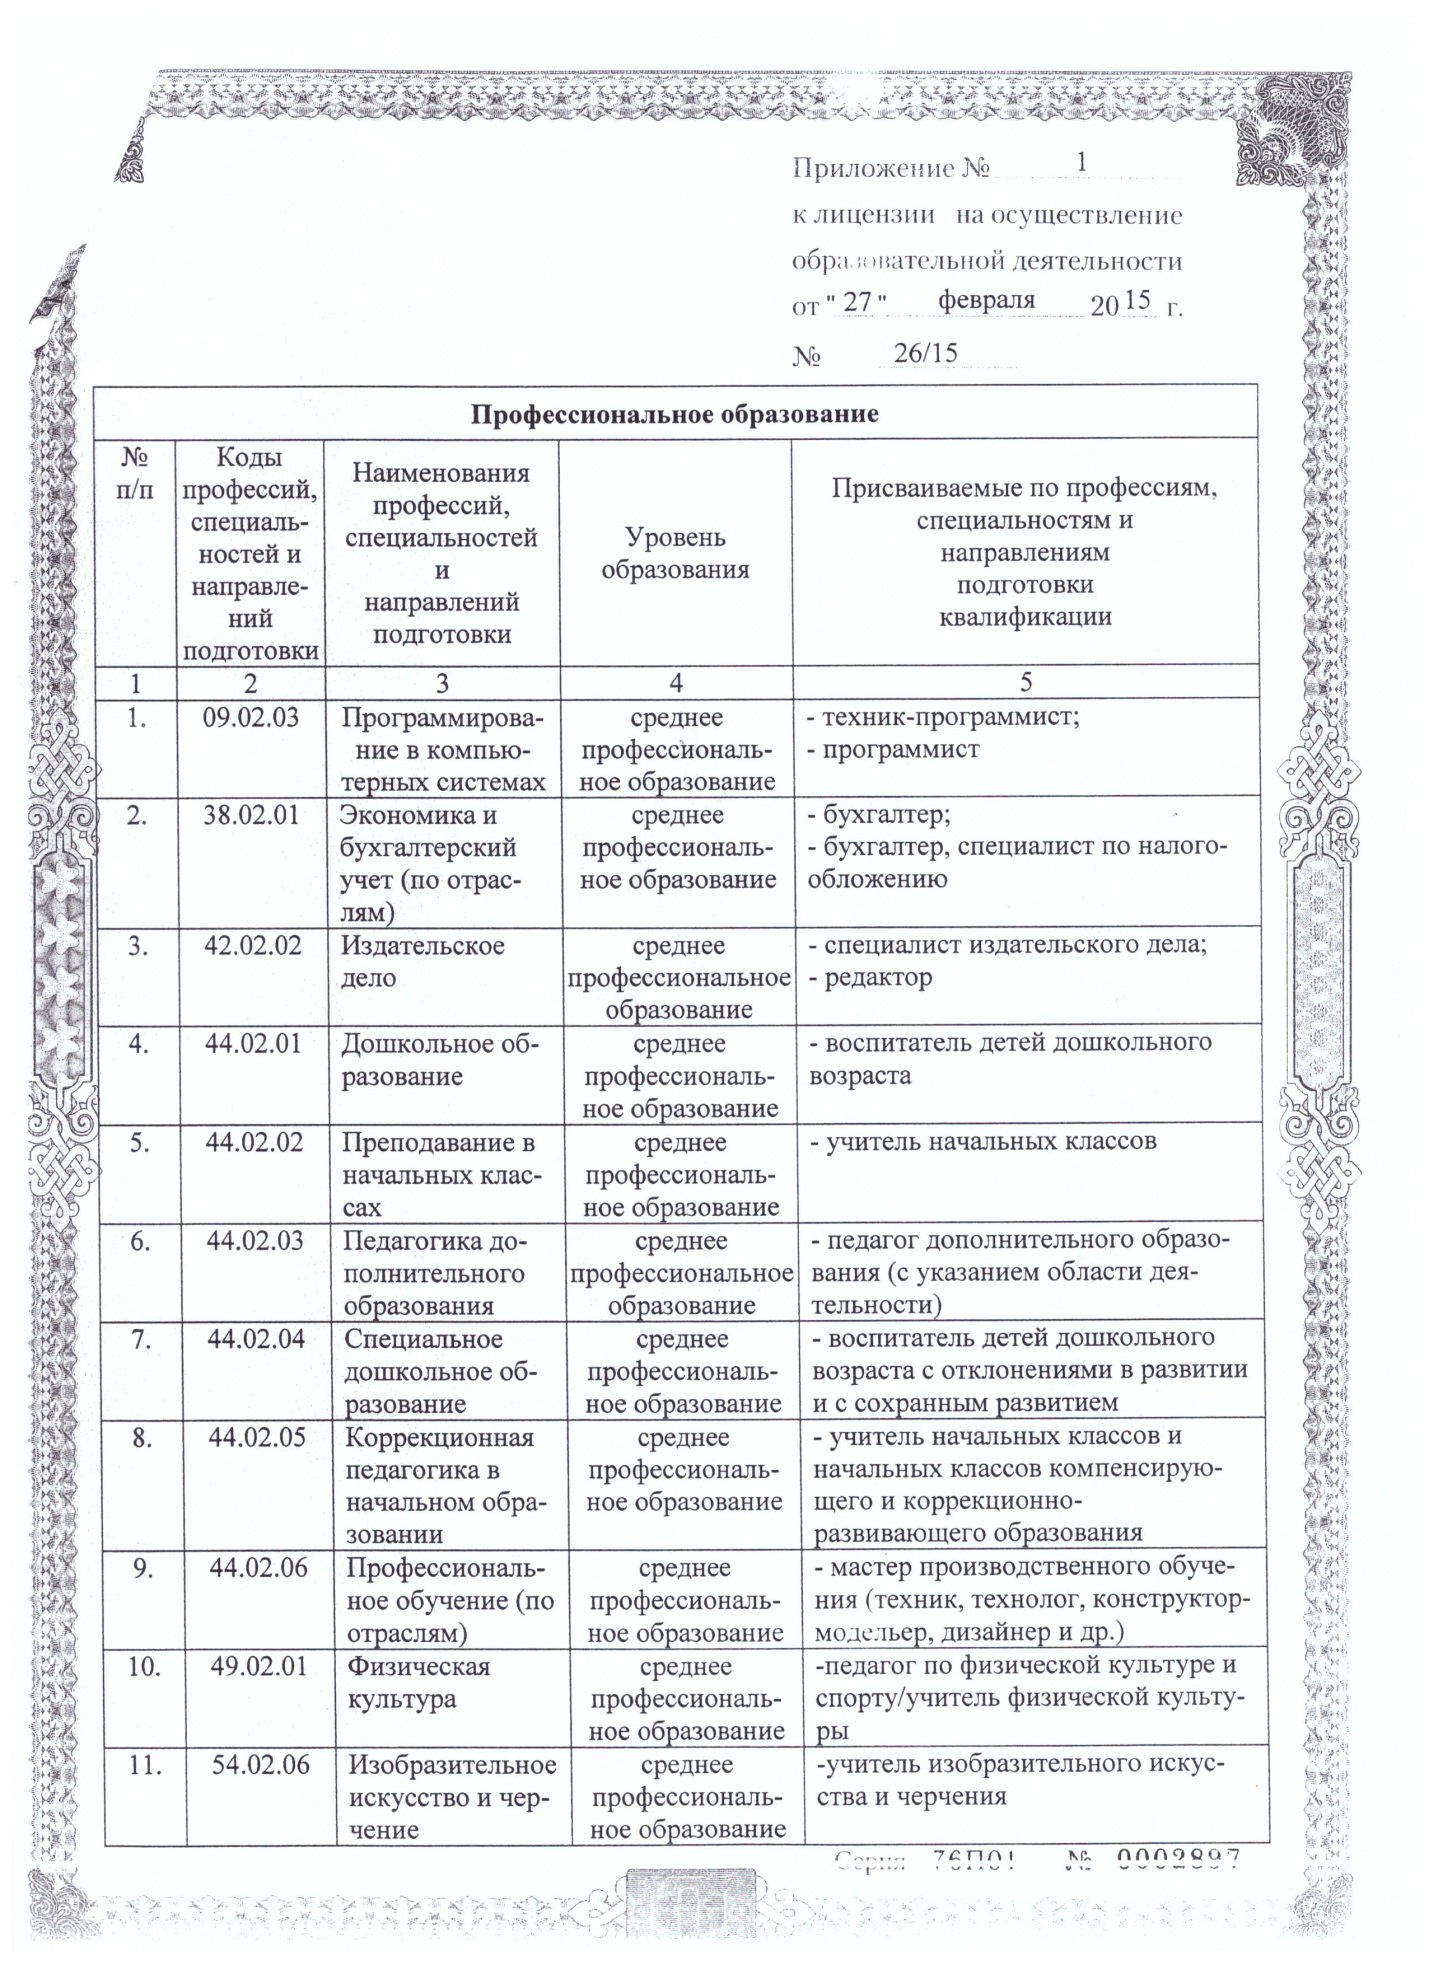 Приложение № 1
к лицензии на осуществление
образовательной деятельности
от " 27 " февраля 20 15 г.
№ 26/15
Профессиональное образование
№
п/п
Коды
профессий,
специаль-
ностей и
направле-
ний
подготовки
Наименования
профессий,
специальностей
и
направлений
подготовки
Уровень
образования
Присваиваемые по профессиям,
специальностям и
направлениям
подготовки
квалификации
1 2 3 4 5
1. 09.02.03 Программирова- среднее - техник-программист;
ние в компью- профессиональ- - программист
терных системах ное образование
2. 38.02.01 Экономика и среднее - бухгалтер;
бухгалтерский профессиональ- - бухгалтер, специалист по налого-
учет (по отрас- ное образование обложению
лям)
3. 42.02.02 Издательское среднее - специалист издательского дела;
дело профессиональное - редактор
образование
4. 44.02.01 Дошкольное об- среднее - воспитатель детей дошкольного
разование профессиональ- возраста
ное образование
5. 44.02.02 Преподавание в среднее - учитель начальных классов
начальных клас- профессиональ-
сах ное образование
6. 44.02.03 Педагогика до- среднее - педагог дополнительного образо-
полнительного профессиональное вания (с указанием области дея-
образования образование тельности)
7. 44.02.04 Специальное среднее - воспитатель детей дошкольного
дошкольное об- профессиональ- возраста с отклонениями в развитии
разование ное образование и с сохранным развитием
8. 44.02.05 Коррекционная среднее - учитель начальных классов и
педагогика в профессиональ- начальных классов компенсирую-
начальном обра- ное образование щего и коррекционно-
зовании развивающего образования
9. 44.02.06 Профессиональ- среднее - мастер производственного обуче-
ное обучение (по профессиональ- ния (техник, технолог, конструктор-
отраслям) ное образование модельер, дизайнер и др.)
10. 49.02.01 Физическая среднее -педагог по физической культуре и
культура профессиональ- спорту/учитель физической культу-
ное образование ры
11. 54.02.06 Изобразительное среднее -учитель изобразительного искус-
искусство и чер- профессиональ- ства и черчения
чение ное образование
Серия 76П01 № 0002897